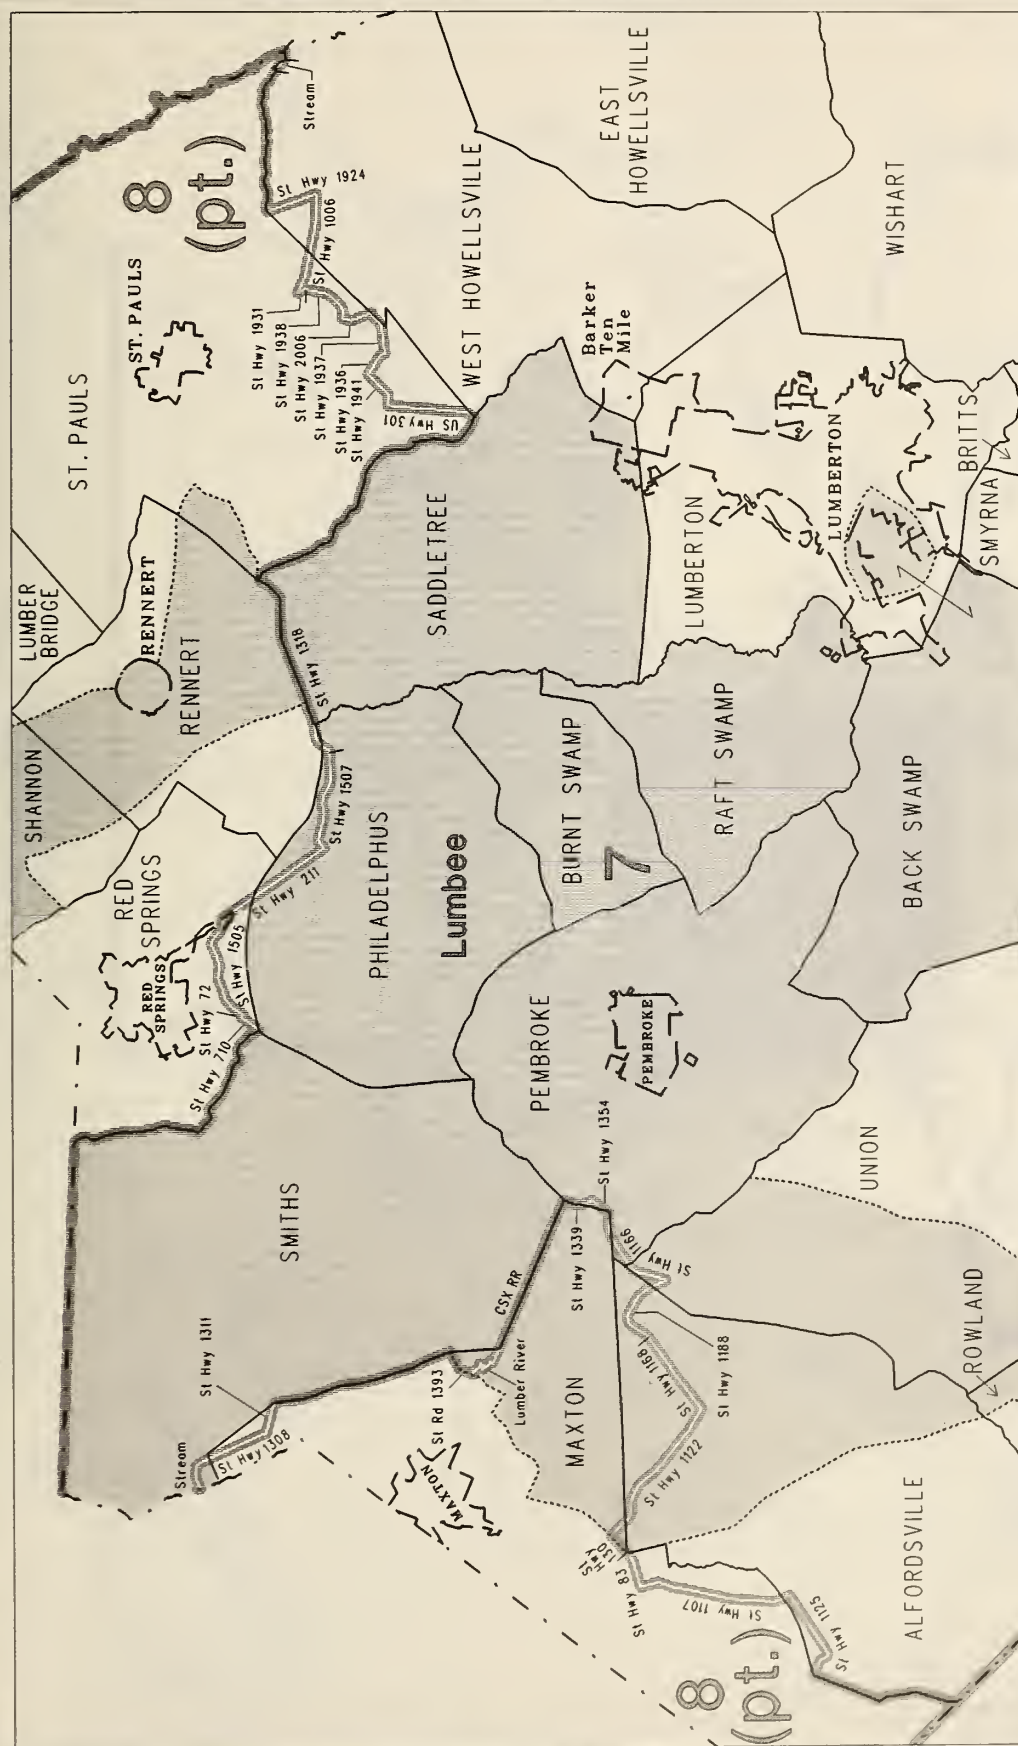 8
(pt.)
Stream
St Hwy 1924
St Hwy 1006
ST. PAULS
ST. PAULS
St Hwy 1931
St Hwy 1938
St Hwy 2006
St Hwy 1937
St Hwy 1936
St Hwy 1941
US Hwy 301
WEST HOWELLSVILLE
EAST
HOWELLSVILLE
WISHART
Barker
Ten
Mile
LUMBER
BRIDGE
RENNERT
RENNERT
SHANNON
St Hwy 1318
SADDLETREE
LUMBERTON
LUMBERTON
BRITTS
SMYRNA
RED
SPRINGS
RED
SPRINGS
St Hwy 1507
St Hwy 211
St Hwy 1505
St Hwy 72
St Hwy 710
PHILADELPHUS
Lumbee
BURNT SWAMP
7
RAFT SWAMP
BACK SWAMP
PEMBROKE
PEMBROKE
St Hwy 1354
SMITHS
St Hwy 1339
St Hwy 1166
UNION
CSX RR
St Hwy 1311
Stream
St Hwy 1308
St Rd 1393
Lumber River
MAXTON
MAXTON
St Hwy 1168
St Hwy 1188
St Hwy 1122
ROWLAND
St
Hwy
130
St Hwy 83
St Hwy 1107
St Hwy 1125
ALFORDSVILLE
8
(pt.)